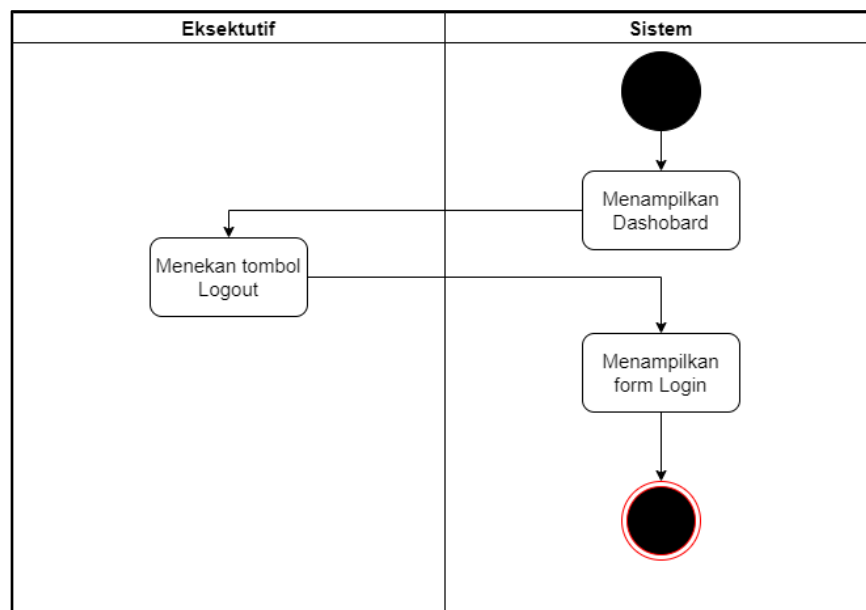 Eksektutif
Sistem
Menampilkan
Dashobard
Menekan tombol
Logout
Menampilkan
form Login